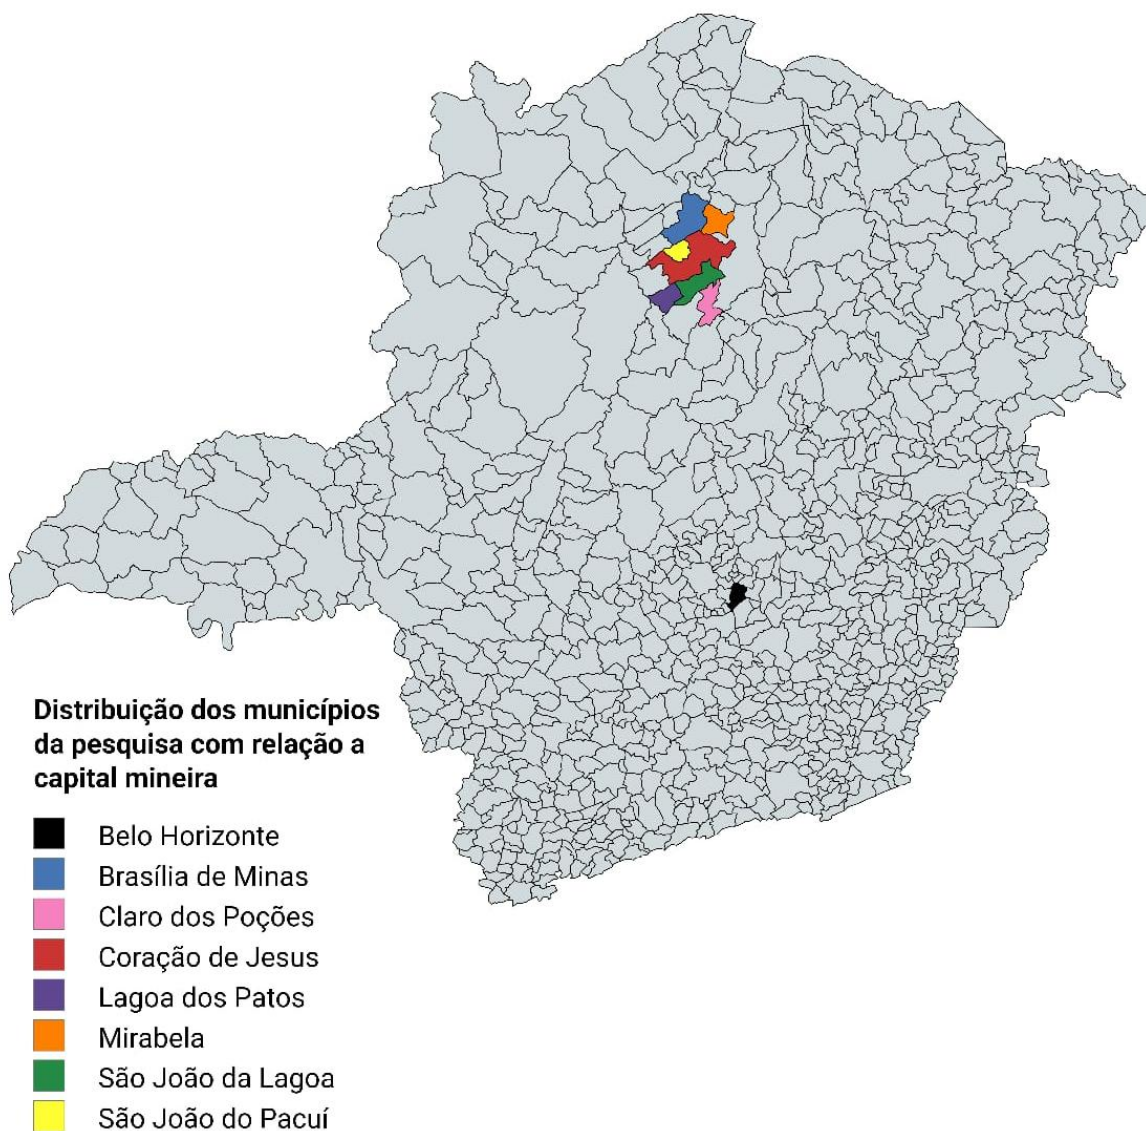 Distribuição dos municípios
da pesquisa com relação a
capital mineira
Belo Horizonte
Brasília de Minas
Claro dos Poções
Coração de Jesus
Lagoa dos Patos
Mirabela
São João da Lagoa
São João do Pacuí